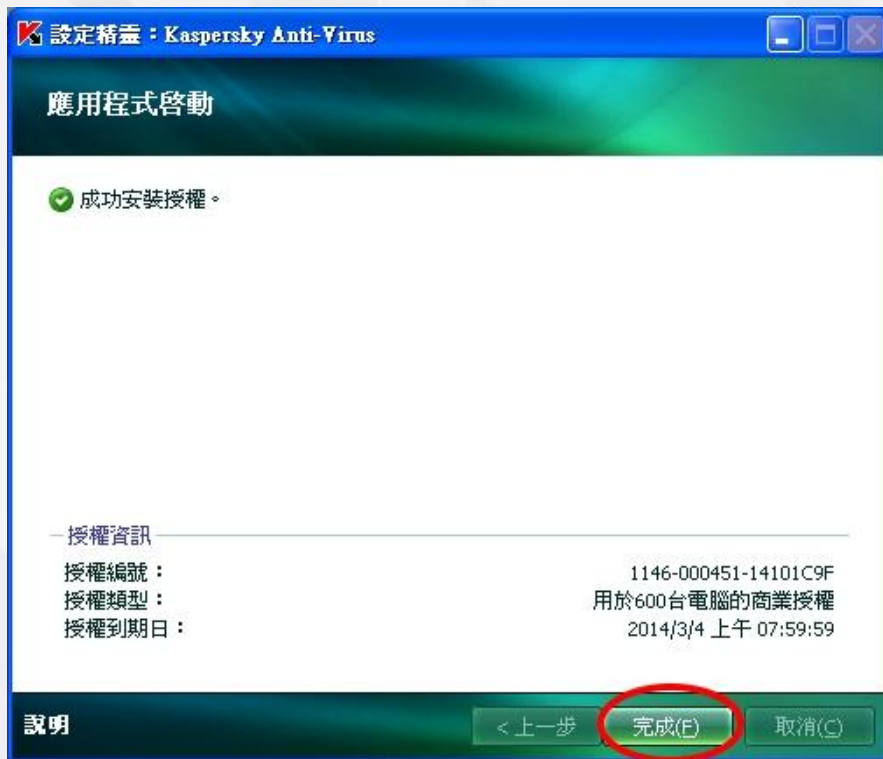 設定精靈：Kaspersky Anti-Virus
應用程式啓動
成功安裝授權。
授權資訊
授權編號： 1146-000451-14101C9F
授權類型： 用於600台電腦的商業授權
授權到期日： 2014/3/4 上午 07:59:59
說明 <上一步 完成(F) 取消(C)